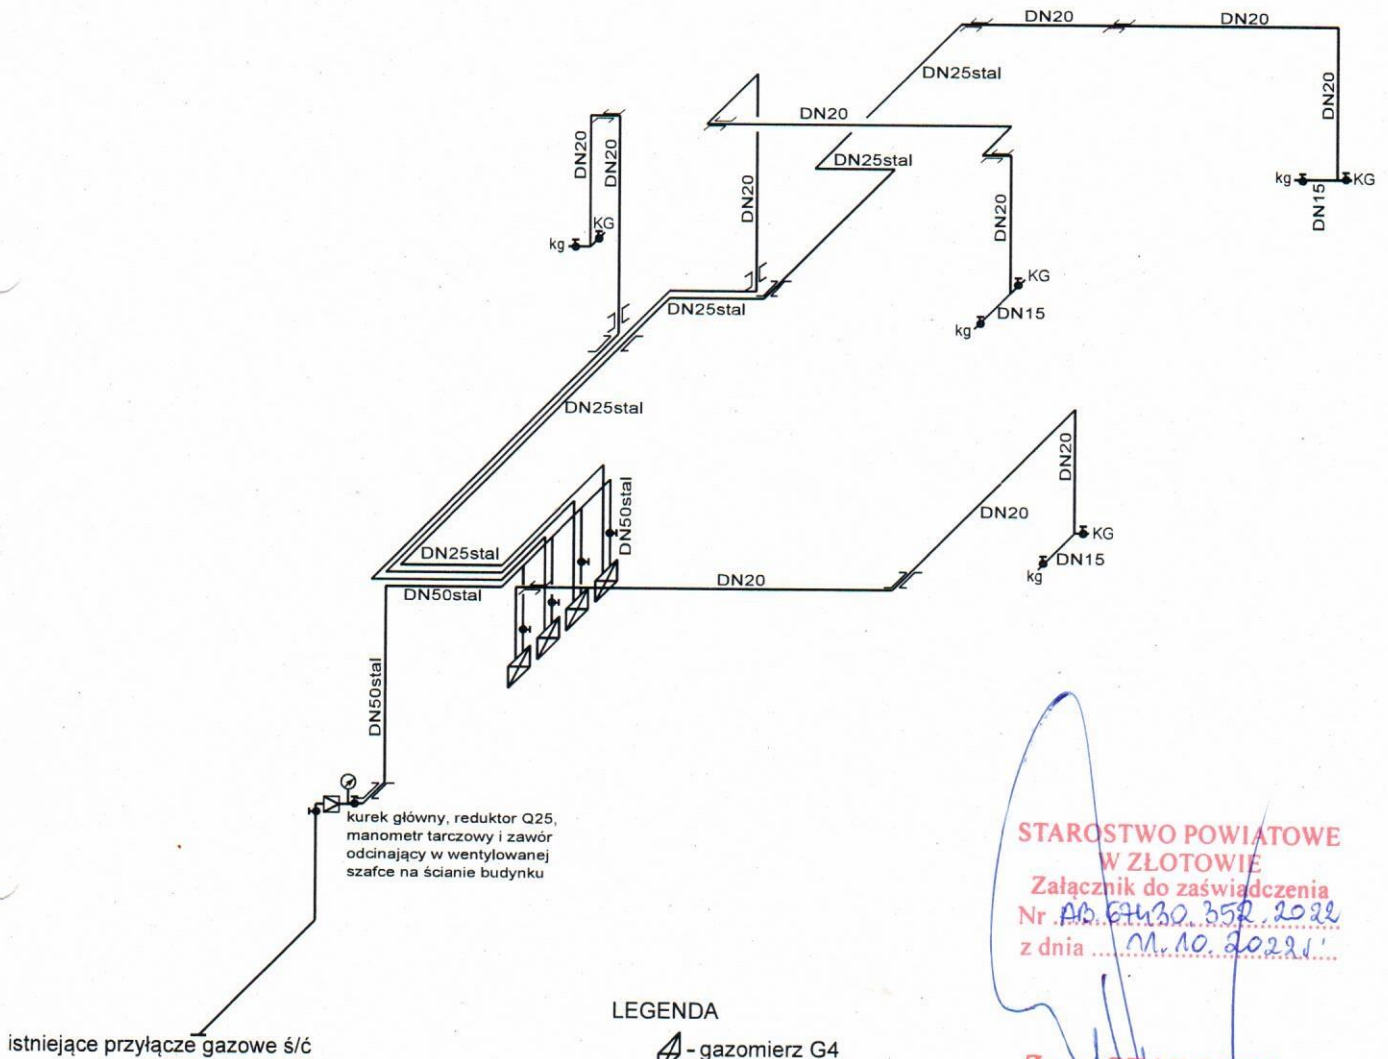 DN20
DN20
DN25stal
DN20
DN20
DN25stal
DN20
DN20
DN20
DN20
kg
KG
DN15
kg
KG
DN20
KG
DN15
kg
DN25stal
DN25stal
DN20
DN20
KG
DN15
kg
DN50stal
DN25stal
DN50stal
DN20
DN50stal
kurek główny, reduktor Q25,
manometr tarczowy i zawór
odcinający w wentylowanej
szafce na ścianie budynku
istniejące przyłącze gazowe ś/ć
LEGENDA
- gazomierz G4
STAROSTWO POWIATOWE
W ZŁOTOWIE
Załącznik do zaświadczenia
Nr AB.67430.352.2022
z dnia 11.10.2022r.